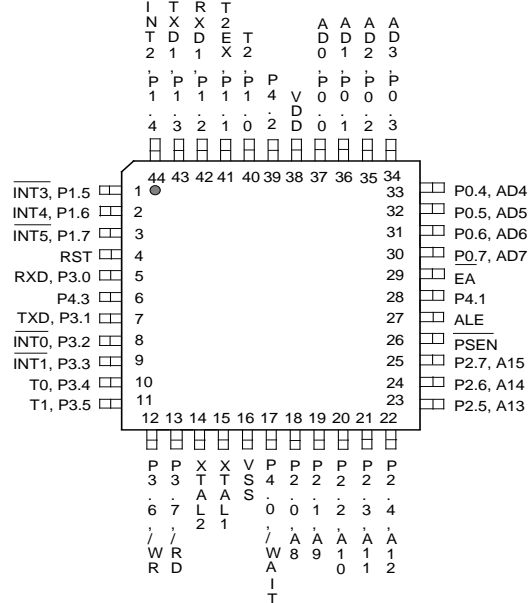 INT2,P1.4
TXD1,P1.3
RXD1,P1.2
T2EX,P1.1
T2,P1.0
P4.2
VDD
AD0,P0.0
AD1,P0.1
AD2,P0.2
AD3,P0.3
44 43 42 41 40 39 38 37 36 35 34
INT3, P1.5 1
INT4, P1.6 2
INT5, P1.7 3
RST 4
RXD, P3.0 5
P4.3 6
TXD, P3.1 7
INT0, P3.2 8
INT1, P3.3 9
T0, P3.4 10
T1, P3.5 11
33 P0.4, AD4
32 P0.5, AD5
31 P0.6, AD6
30 P0.7, AD7
29 EA
28 P4.1
27 ALE
26 PSEN
25 P2.7, A15
24 P2.6, A14
23 P2.5, A13
12 13 14 15 16 17 18 19 20 21 22
P3.6,/WR
P3.7,/RD
XTAL2
XTAL1
VSS
P4.0,/WAIT
P2.0,A8
P2.1,A9
P2.2,A10
P2.3,A11
P2.4,A12